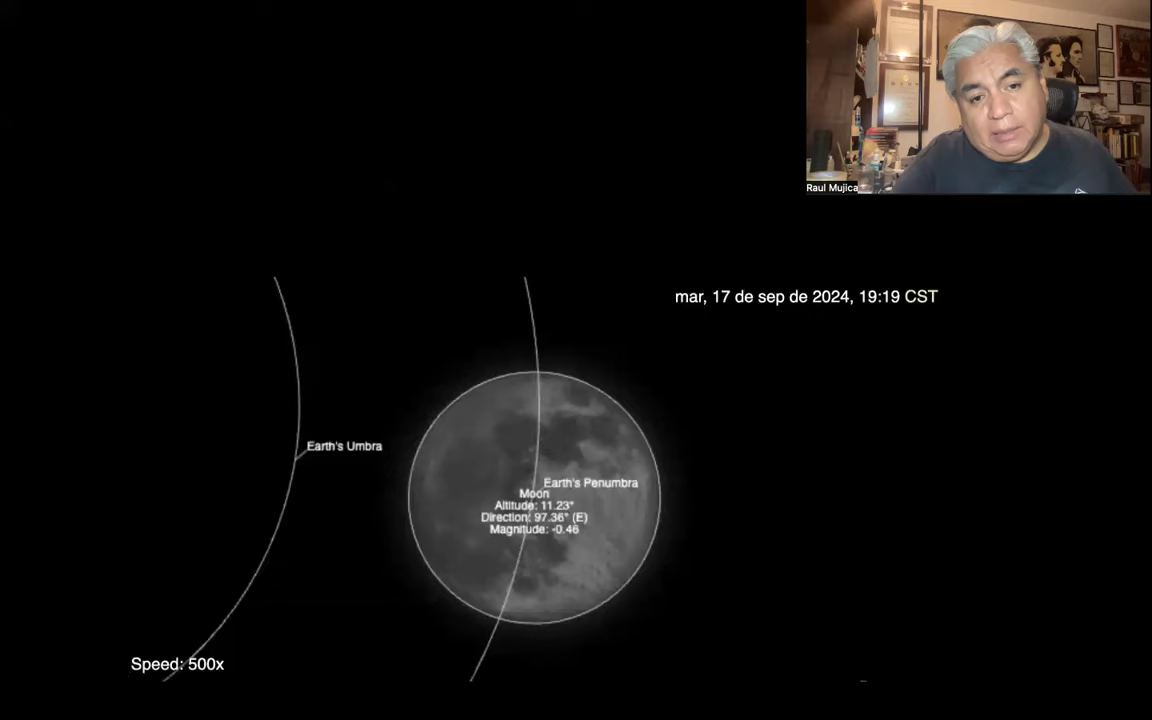 Raul Mujica
mar, 17 de sep de 2024, 19:19 CST
Earth's Umbra
Earth's Penumbra
Moon
Altitude: 11.23°
Direction: 97.36° (E)
Magnitude: -0.46
Speed: 500x